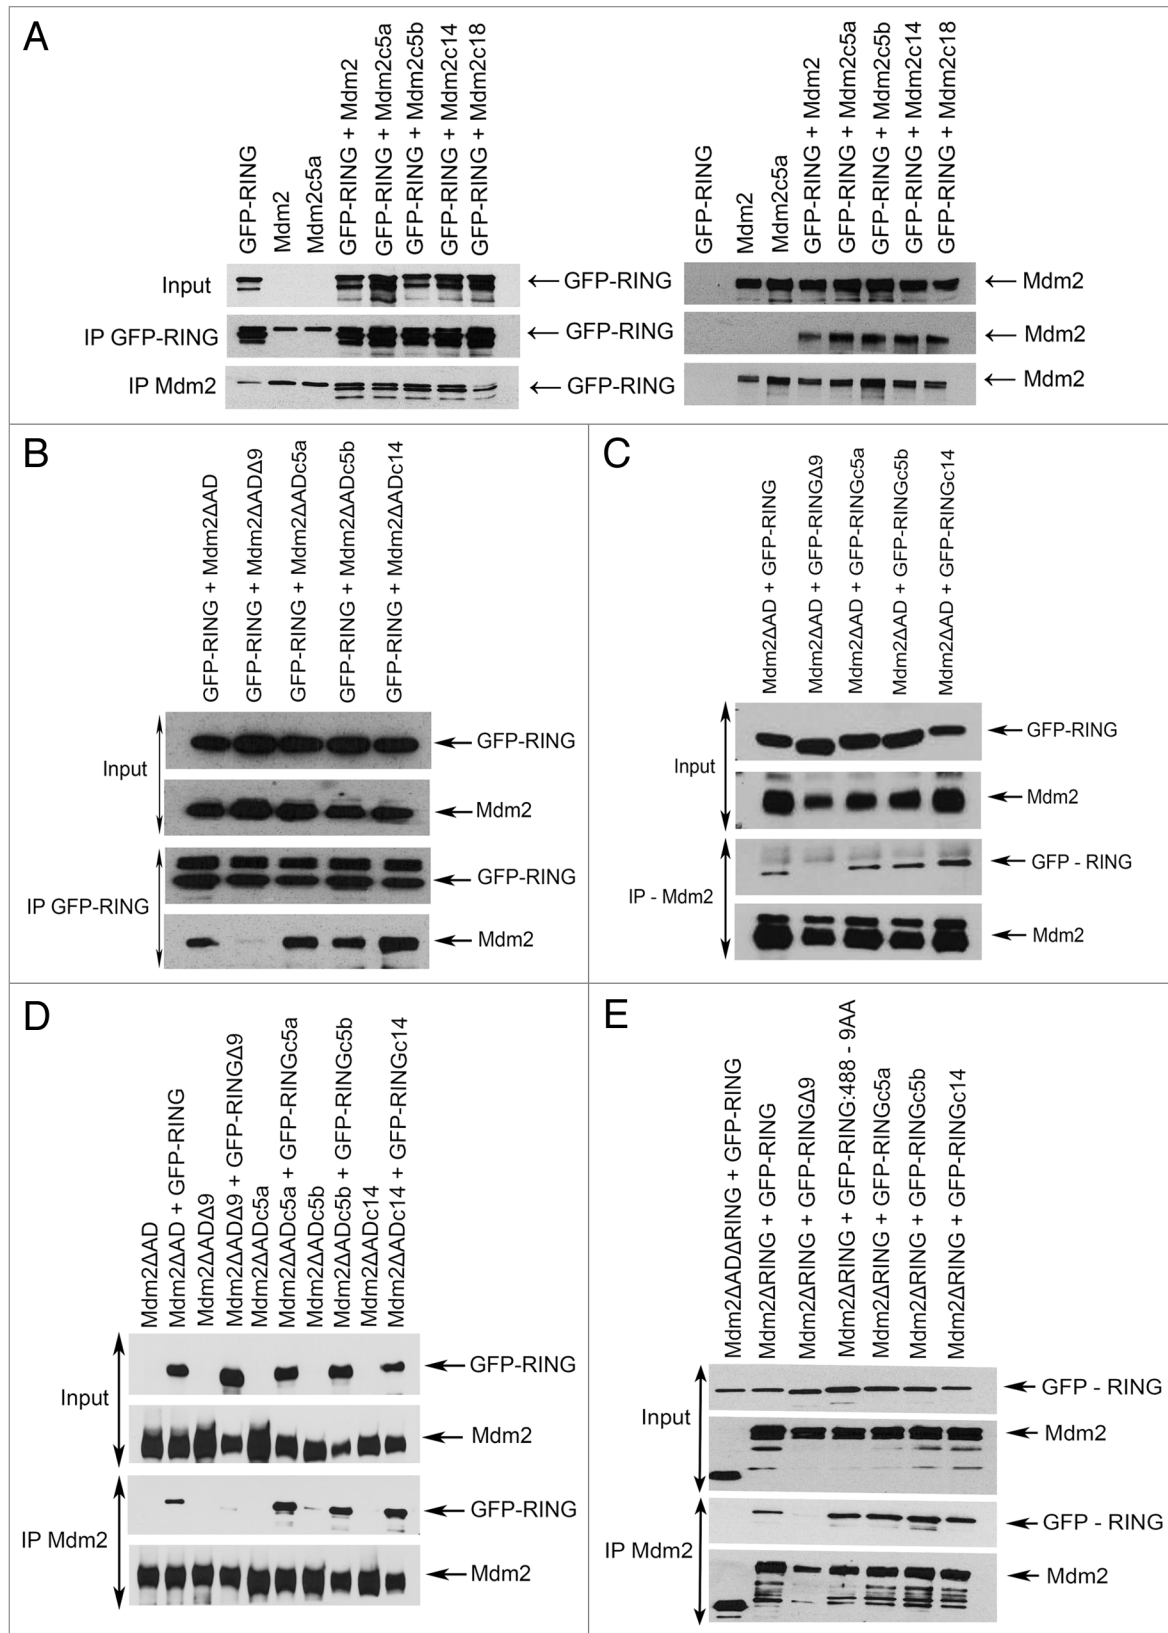 A
GFP-RING
Mdm2
Mdm2c5a
GFP-RING + Mdm2
GFP-RING + Mdm2c5a
GFP-RING + Mdm2c5b
GFP-RING + Mdm2c14
GFP-RING + Mdm2c18
GFP-RING
Mdm2
Mdm2c5a
GFP-RING + Mdm2
GFP-RING + Mdm2c5a
GFP-RING + Mdm2c5b
GFP-RING + Mdm2c14
GFP-RING + Mdm2c18
Input ← GFP-RING ← Mdm2
IP GFP-RING ← GFP-RING ← Mdm2
IP Mdm2 ← GFP-RING ← Mdm2
B
GFP-RING + Mdm2ΔAD
GFP-RING + Mdm2ΔADΔ9
GFP-RING + Mdm2ΔADc5a
GFP-RING + Mdm2ΔADc5b
GFP-RING + Mdm2ΔADc14
Input
GFP-RING
Mdm2
IP GFP-RING
GFP-RING
Mdm2
C
Mdm2ΔAD + GFP-RING
Mdm2ΔAD + GFP-RINGΔ9
Mdm2ΔAD + GFP-RINGc5a
Mdm2ΔAD + GFP-RINGc5b
Mdm2ΔAD + GFP-RINGc14
Input
GFP-RING
Mdm2
IP - Mdm2
GFP - RING
Mdm2
D
Mdm2ΔAD
Mdm2ΔAD + GFP-RING
Mdm2ΔADΔ9
Mdm2ΔADΔ9 + GFP-RINGΔ9
Mdm2ΔADc5a
Mdm2ΔADc5a + GFP-RINGc5a
Mdm2ΔADc5b
Mdm2ΔADc5b + GFP-RINGc5b
Mdm2ΔADc14
Mdm2ΔADc14 + GFP-RINGc14
Input
GFP-RING
Mdm2
IP Mdm2
GFP-RING
Mdm2
E
Mdm2ΔADΔRING + GFP-RING
Mdm2ΔRING + GFP-RING
Mdm2ΔRING + GFP-RINGΔ9
Mdm2ΔRING + GFP-RING:488 - 9AA
Mdm2ΔRING + GFP-RINGc5a
Mdm2ΔRING + GFP-RINGc5b
Mdm2ΔRING + GFP-RINGc14
Input
GFP - RING
Mdm2
IP Mdm2
GFP - RING
Mdm2